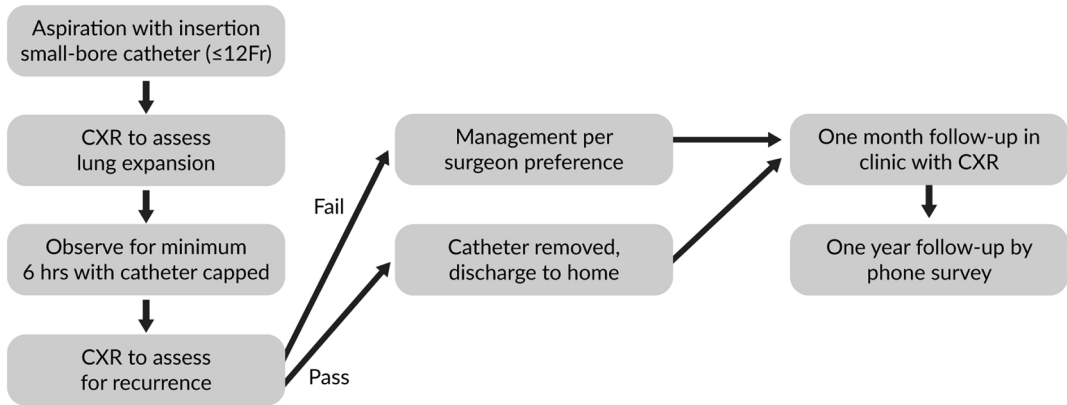 Aspiration with insertion
small-bore catheter (≤12Fr)
CXR to assess
lung expansion
Observe for minimum
6 hrs with catheter capped
CXR to assess
for recurrence
Fail
Pass
Management per
surgeon preference
Catheter removed,
discharge to home
One month follow-up in
clinic with CXR
One year follow-up by
phone survey